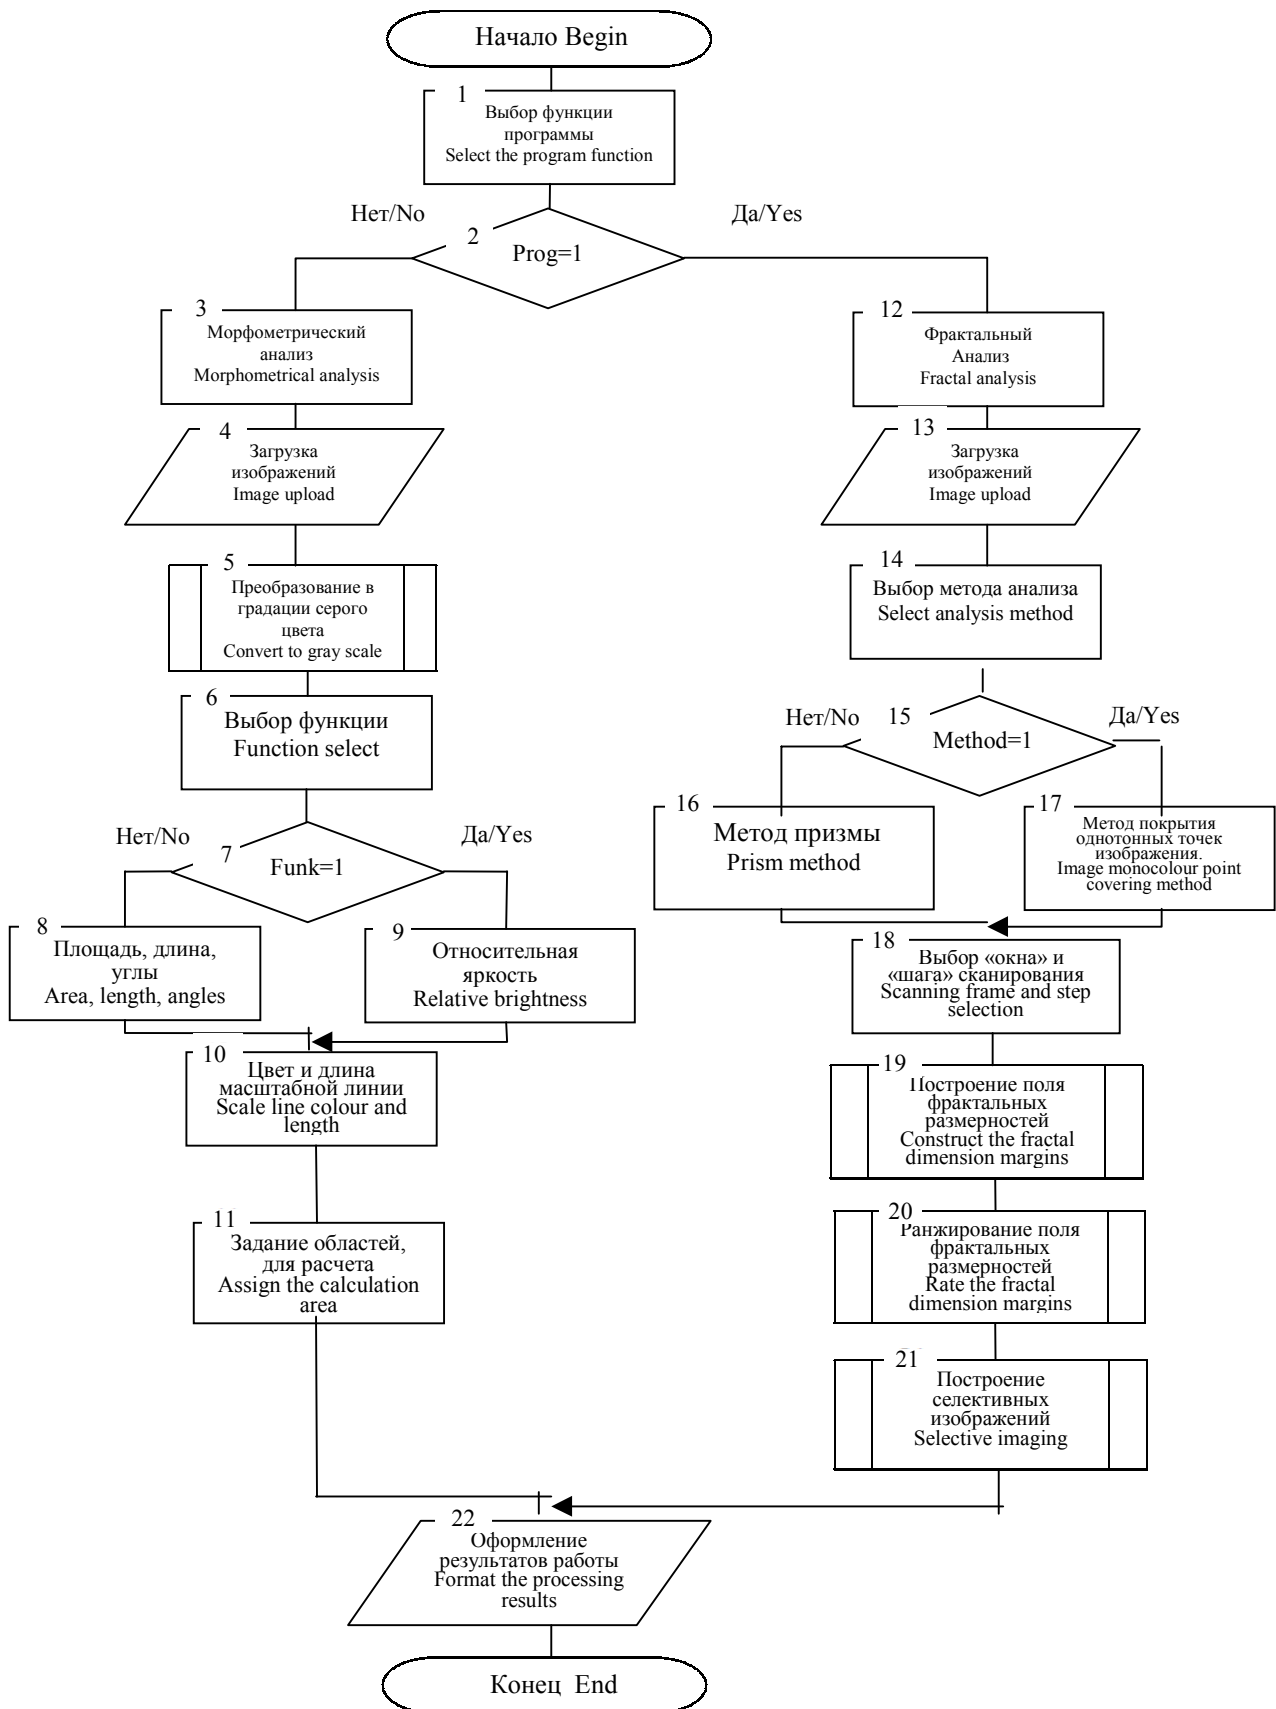 Начало Begin
1
Выбор функции
программы
Select the program function
Нет/No
Да/Yes
2
Prog=1
3
Морфометрический
анализ
Morphometrical analysis
4
Загрузка
изображений
Image upload
5
Преобразование в
градации серого
цвета
Convert to gray scale
6
Выбор функции
Function select
Нет/No
Да/Yes
7
Funk=1
8
Площадь, длина,
углы
Area, length, angles
9
Относительная
яркость
Relative brightness
10
Цвет и длина
масштабной линии
Scale line colour and
length
11
Задание областей,
для расчета
Assign the calculation
area
12
Фрактальный
Анализ
Fractal analysis
13
Загрузка
изображений
Image upload
14
Выбор метода анализа
Select analysis method
Нет/No
15
Да/Yes
Method=1
16
Метод призмы
Prism method
17
Метод покрытия
однотонных точек
изображения.
Image monocolour point
covering method
18
Выбор «окна» и
«шага» сканирования
Scanning frame and step
selection
19
Построение поля
фрактальных
размерностей
Construct the fractal
dimension margins
20
Ранжирование поля
фрактальных
размерностей
Rate the fractal
dimension margins
21
Построение
селективных
изображений
Selective imaging
22
Оформление
результатов работы
Format the processing
results
Конец End